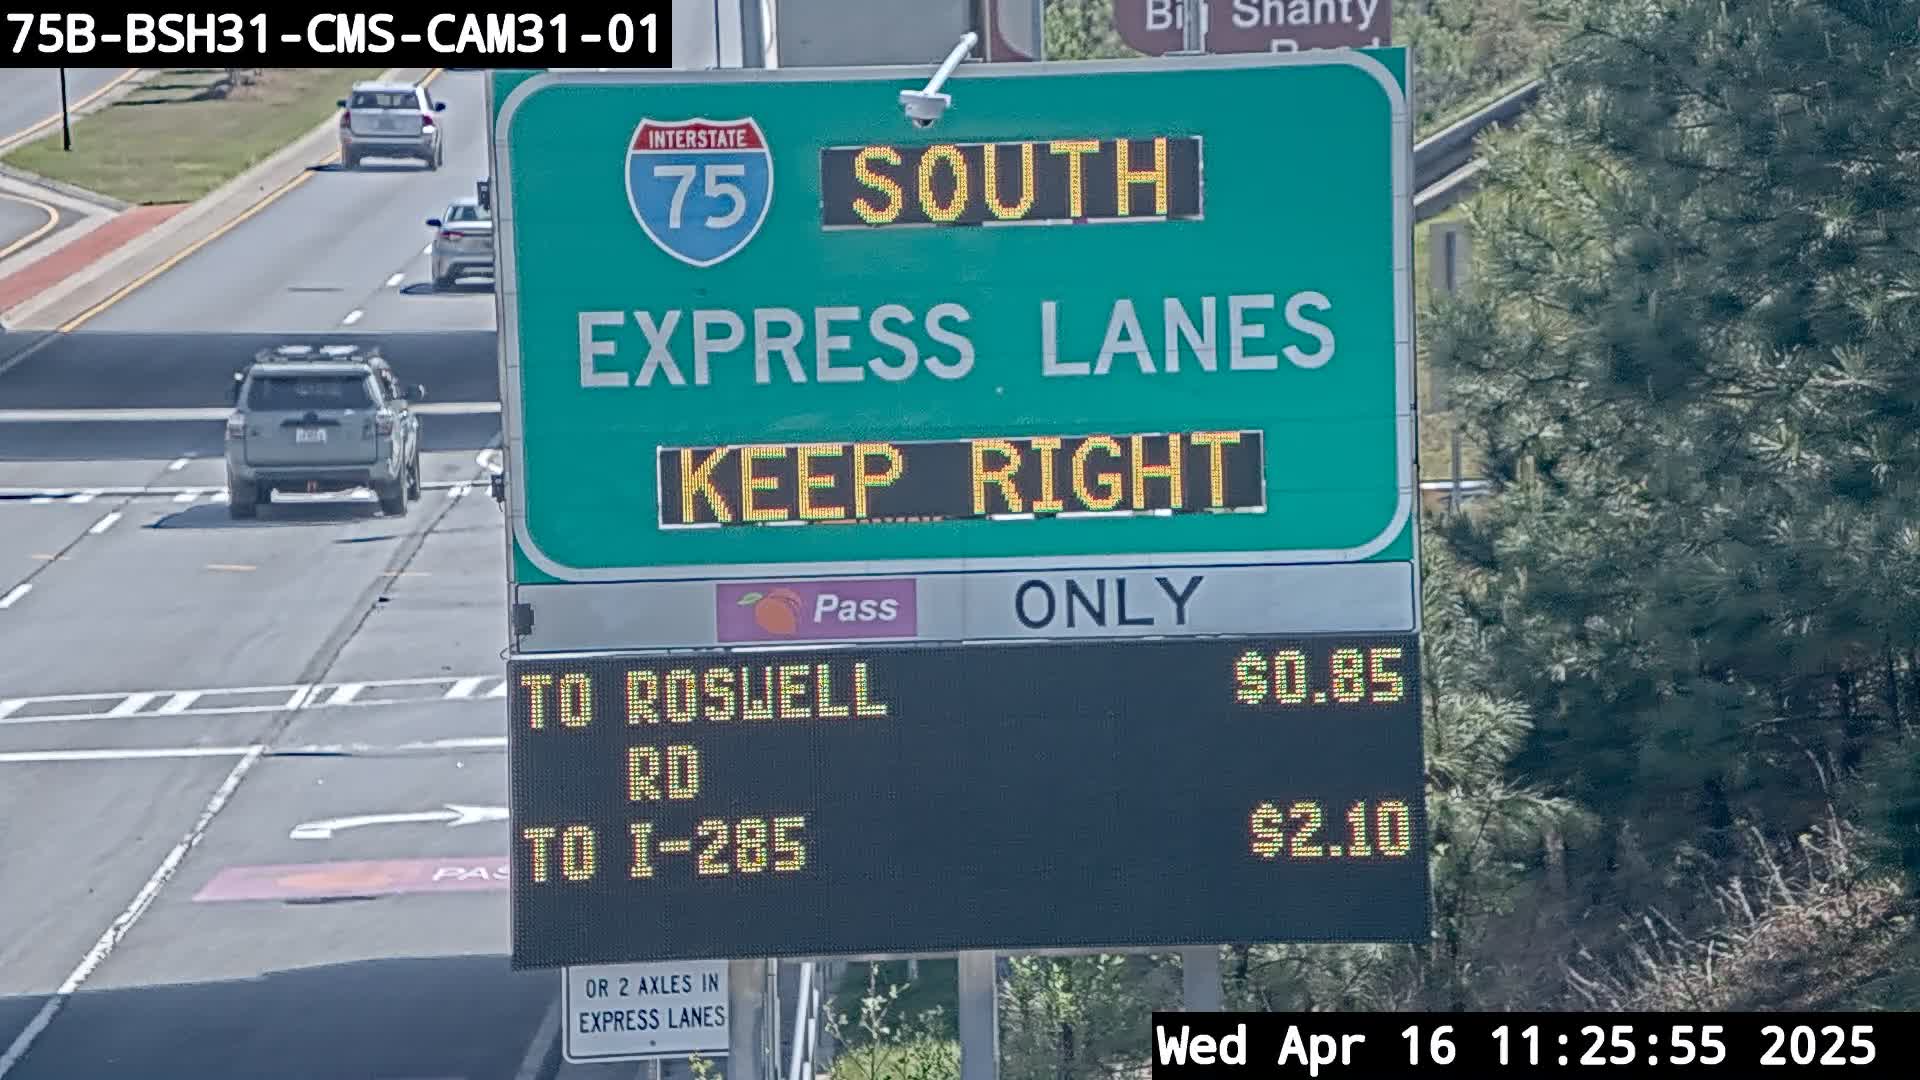 75B-BSH31-CMS-CAM31-01
Big Shanty
Road
INTERSTATE
75
SOUTH
EXPRESS LANES
KEEP RIGHT
Pass ONLY
TO ROSWELL $0.85
RD
TO I-285 $2.10
PAS
OR 2 AXLES IN
EXPRESS LANES
Wed Apr 16 11:25:55 2025